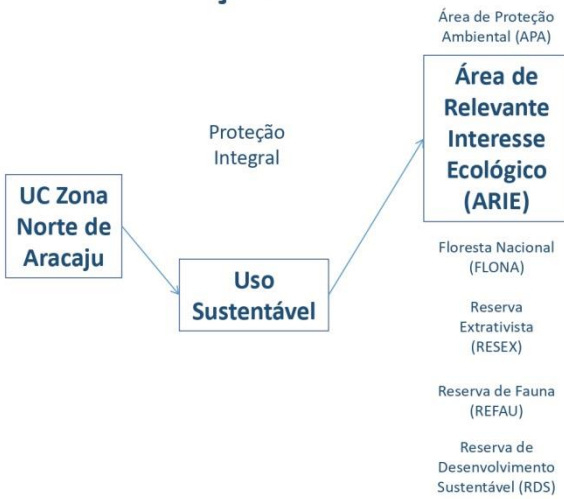 Área de Proteção
Ambiental (APA)
Área de
Relevante
Interesse
Ecológico
(ARIE)
Proteção
Integral
UC Zona
Norte de
Aracaju
Uso
Sustentável
Floresta Nacional
(FLONA)
Reserva
Extrativista
(RESEX)
Reserva de Fauna
(REFAU)
Reserva de
Desenvolvimento
Sustentável (RDS)